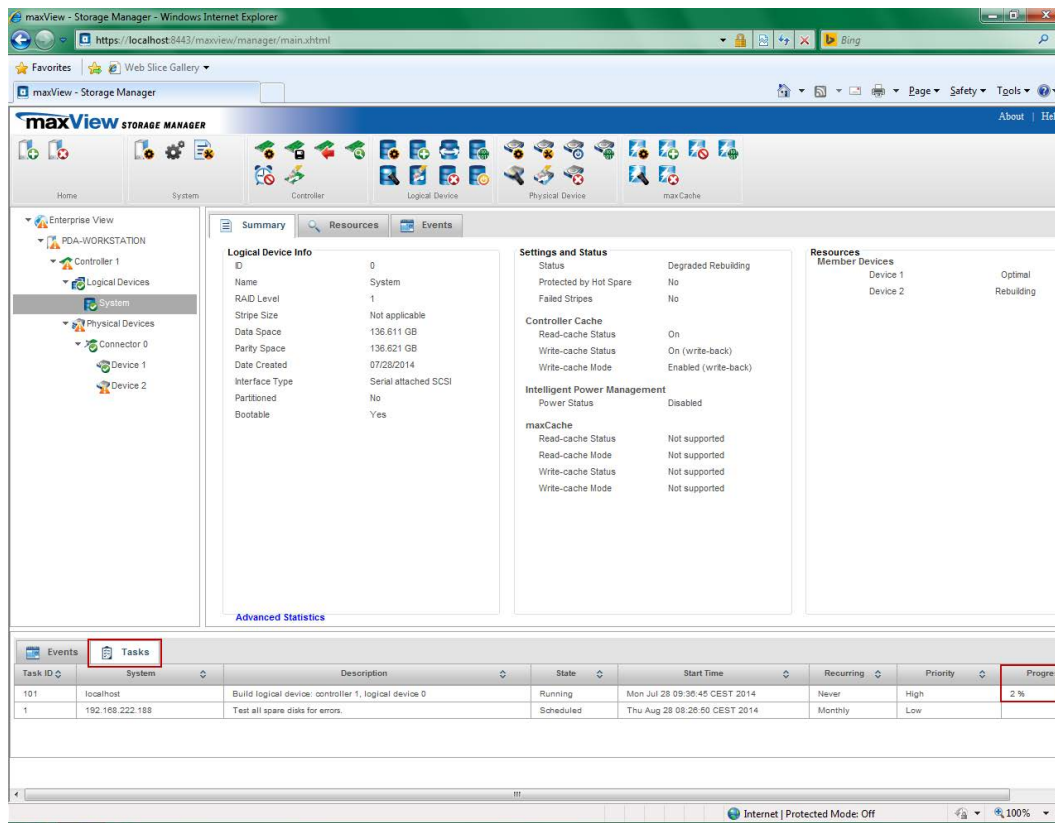 maxView - Storage Manager - Windows Internet Explorer
https://localhost:8443/maxview/manager/main.xhtml
Bing
Favorites
Web Slice Gallery
maxView - Storage Manager
Page
Safety
Tools
maxView STORAGE MANAGER
About | Hel
Home
System
Controller
Logical Device
Physical Device
maxCache
Enterprise View
PDA-WORKSTATION
Controller 1
Logical Devices
System
Physical Devices
Connector 0
Device 1
Device 2
Summary
Resources
Events
Logical Device Info
ID 0
Name System
RAID Level 1
Stripe Size Not applicable
Data Space 136.611 GB
Parity Space 136.621 GB
Date Created 07/28/2014
Interface Type Serial attached SCSI
Partitioned No
Bootable Yes
Advanced Statistics
Settings and Status
Status Degraded Rebuilding
Protected by Hot Spare No
Failed Stripes No
Controller Cache
Read-cache Status On
Write-cache Status On (write-back)
Write-cache Mode Enabled (write-back)
Intelligent Power Management
Power Status Disabled
maxCache
Read-cache Status Not supported
Read-cache Mode Not supported
Write-cache Status Not supported
Write-cache Mode Not supported
Resources
Member Devices
Device 1 Optimal
Device 2 Rebuilding
Events
Tasks
Task ID System Description State Start Time Recurring Priority Progre
101 localhost Build logical device: controller 1, logical device 0 Running Mon Jul 28 09:36:45 CEST 2014 Never High 2 %
1 192.168.222.188 Test all spare disks for errors. Scheduled Thu Aug 28 08:26:50 CEST 2014 Monthly Low
Internet | Protected Mode: Off
100%